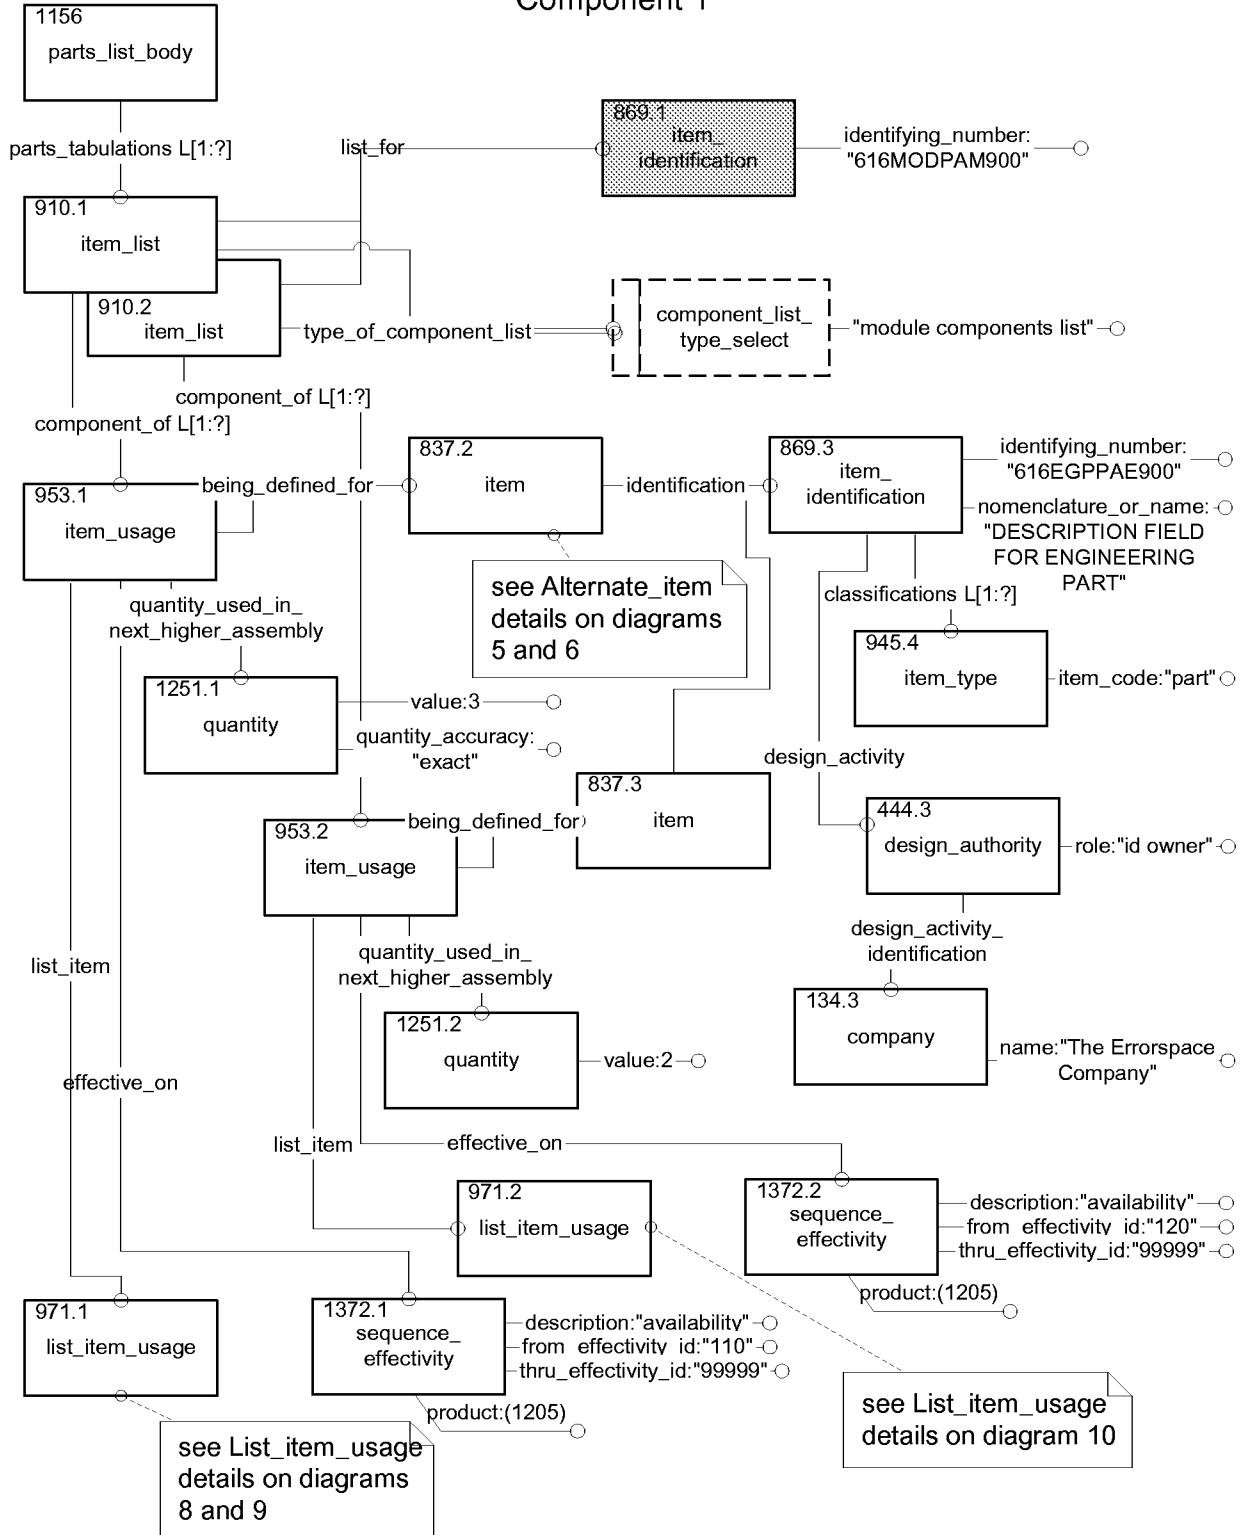 Component 1
1156
parts_list_body
parts_tabulations L[1:?]
list_for
869.1
item_
identification
identifying_number:
"616MODPAM900"
910.1
item_list
910.2
item_list
type_of_component_list
component_list_
type_select
"module components list"
component_of L[1:?]
component_of L[1:?]
953.1
item_usage
being_defined_for
837.2
item
identification
869.3
item_
identification
identifying_number:
"616EGPPAE900"
nomenclature_or_name:
"DESCRIPTION FIELD
FOR ENGINEERING
PART"
see Alternate_item
details on diagrams
5 and 6
classifications L[1:?]
945.4
item_type
item_code:"part"
quantity_used_in_
next_higher_assembly
1251.1
quantity
value:3
quantity_accuracy:
"exact"
design_activity
837.3
item
953.2
item_usage
being_defined_for
444.3
design_authority
role:"id owner"
design_activity_
identification
134.3
company
name:"The Errorspace
Company"
list_item
quantity_used_in_
next_higher_assembly
1251.2
quantity
value:2
effective_on
list_item
effective_on
971.2
list_item_usage
1372.2
sequence_
effectivity
description:"availability"
from_effectivity_id:"120"
thru_effectivity_id:"99999"
product:(1205)
971.1
list_item_usage
1372.1
sequence_
effectivity
description:"availability"
from_effectivity_id:"110"
thru_effectivity_id:"99999"
product:(1205)
see List_item_usage
details on diagram 10
see List_item_usage
details on diagrams
8 and 9